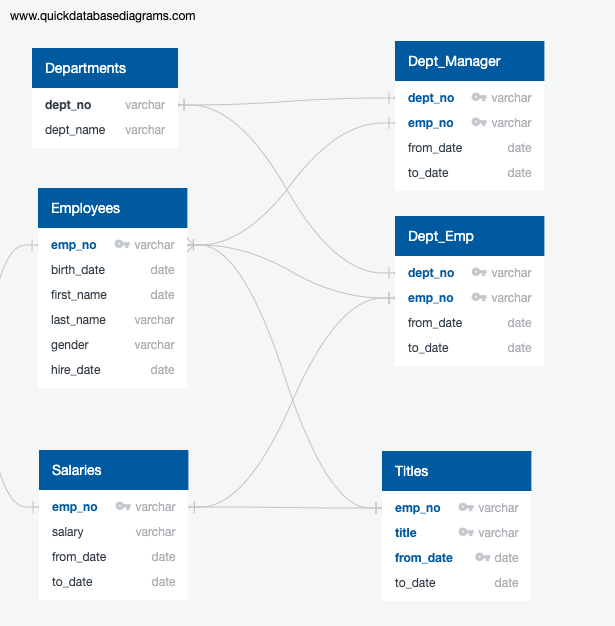 www.quickdatabasediagrams.com
Departments
dept_no varchar
dept_name varchar
Employees
emp_no varchar
birth_date date
first_name date
last_name varchar
gender varchar
hire_date date
Salaries
emp_no varchar
salary varchar
from_date date
to_date date
Dept_Manager
dept_no varchar
emp_no varchar
from_date date
to_date date
Dept_Emp
dept_no varchar
emp_no varchar
from_date date
to_date date
Titles
emp_no varchar
title varchar
from_date date
to_date date